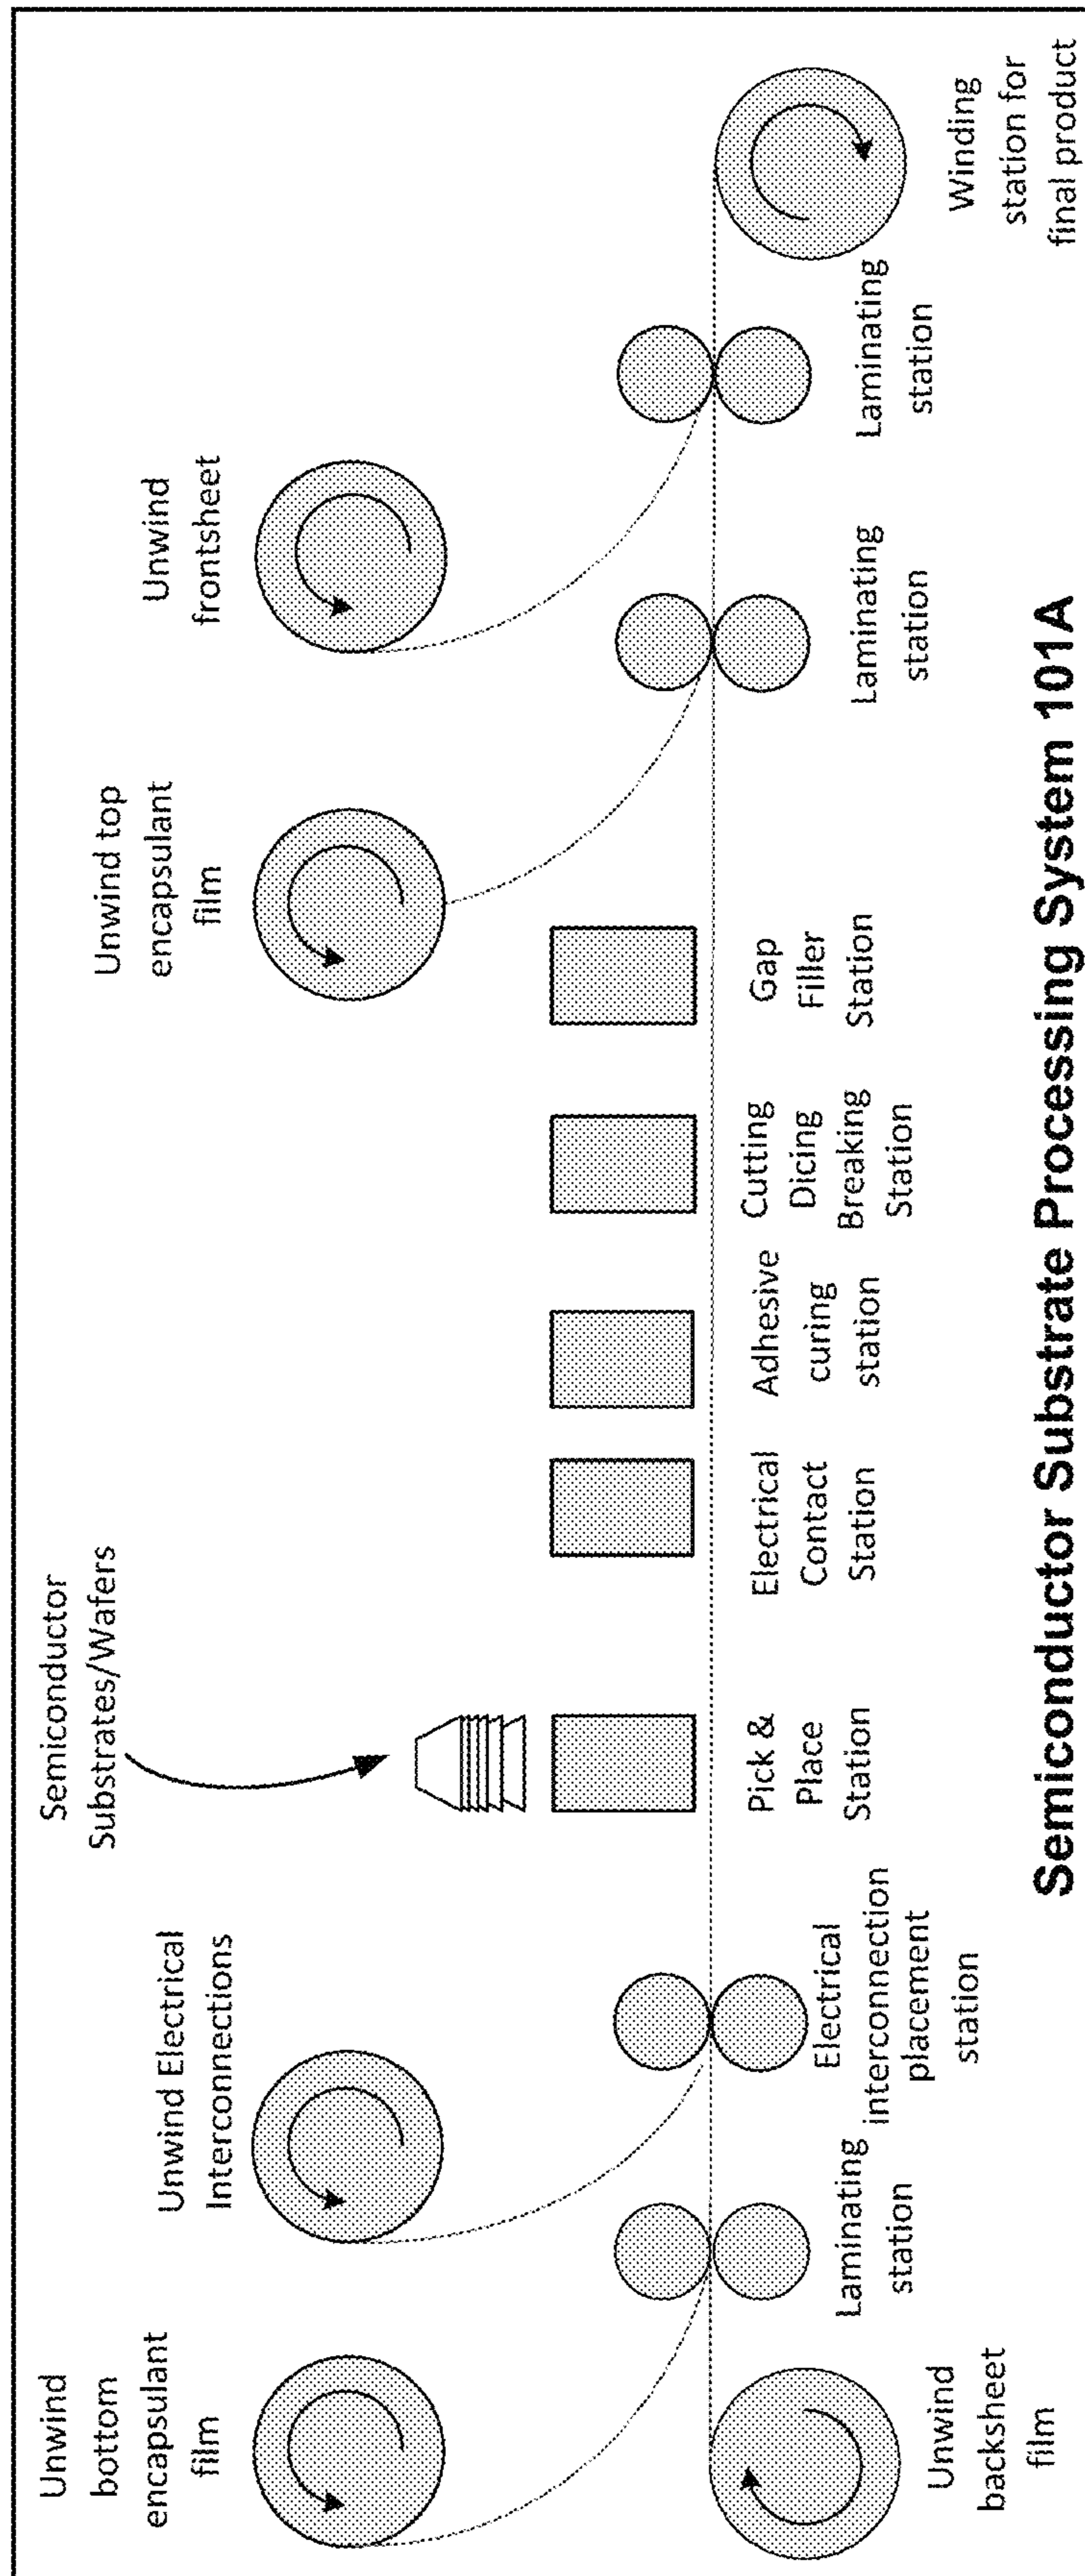 Unwind
bottom
encapsulant
film
Unwind Electrical
Interconnections
Semiconductor
Substrates/Wafers
Unwind top
encapsulant
film
Unwind
frontsheet
Unwind
backsheet
film
Laminating
station
Electrical
interconnection
placement
station
Pick &
Place
Station
Electrical
Contact
Station
Adhesive
curing
station
Cutting
Dicing
Breaking
Station
Gap
Filler
Station
Laminating
station
Laminating
station
Winding
station for
final product
Semiconductor Substrate Processing System 101A